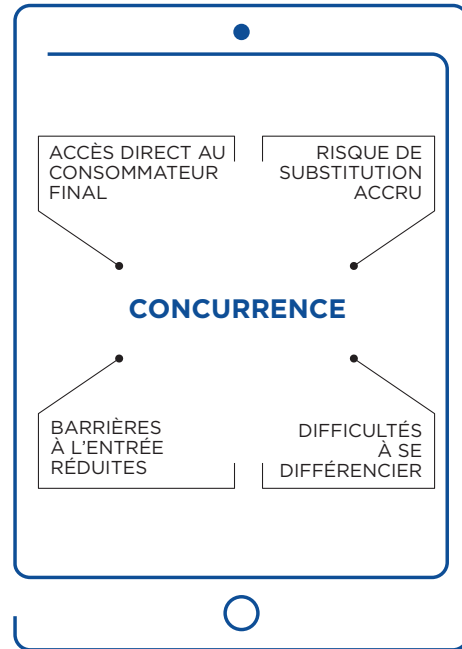 ACCÈS DIRECT AU
CONSOMMATEUR
FINAL
RISQUE DE
SUBSTITUTION
ACCRU
CONCURRENCE
BARRIÈRES
À L’ENTRÉE
RÉDUITES
DIFFICULTÉS
À SE
DIFFÉRENCIER